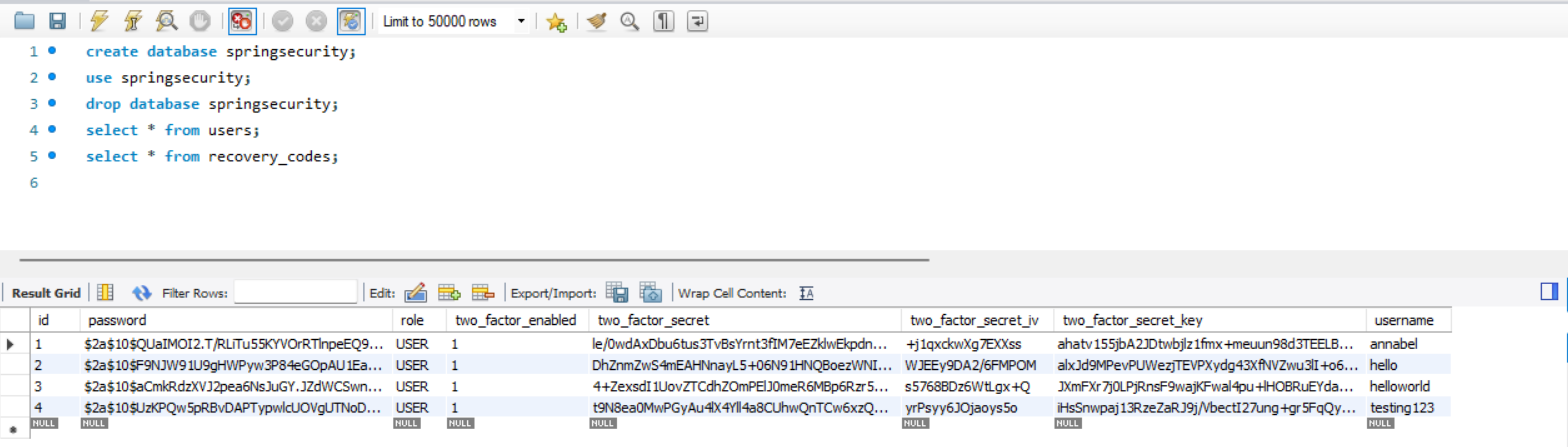 Limit to 50000 rows
1 create database springsecurity;
2 use springsecurity;
3 drop database springsecurity;
4 select * from users;
5 select * from recovery_codes;
6
Result Grid Filter Rows: Edit: Export/Import: Wrap Cell Content:
id password role two_factor_enabled two_factor_secret two_factor_secret_iv two_factor_secret_key username
1 $2a$10$QUaIMOI2.T/RLiTu55KYVOrRTlnpeEQ9... USER 1 le/0wdAxDbu6tus3TvBsYrnt3fIM7eEZklwEkpdn... +j1qxckwXg7EXXss ahatv155jbA2JDtwbjlz1fmx+meuun98d3TEELB... annabel
2 $2a$10$F9NJW91U9gHWPyw3P84eGOpAU1Ea... USER 1 DhZnmZwS4mEAHNnayL5+06N91HNQBoezWNI... WJEEy9DA2/6FMPOM alxJd9MPevPUWezjTEVPXydg43XfNVZwu3lI+o6... hello
3 $2a$10$aCmkRdzXVJ2pea6NsJuGY.JZdWCSwn... USER 1 4+ZexsdI1UovZTCdhZOmPElJ0meR6MBp6Rzr5... s5768BDz6WtLgx+Q JXmFXr7j0LPjRnsF9wajKFwal4pu+lHOBRuEYda... helloworld
4 $2a$10$UzKPQw5pRBvDAPTypwlcUOVgUTNoD... USER 1 t9N8ea0MwPGyAu4lX4Yll4a8CUhwQnTCw6xzQ... yrPsyy6JOjaoys5o iHsSnwpaj13RzeZaRJ9j/VbectI27ung+gr5FqQy... testing123
NULL NULL NULL NULL NULL NULL NULL NULL